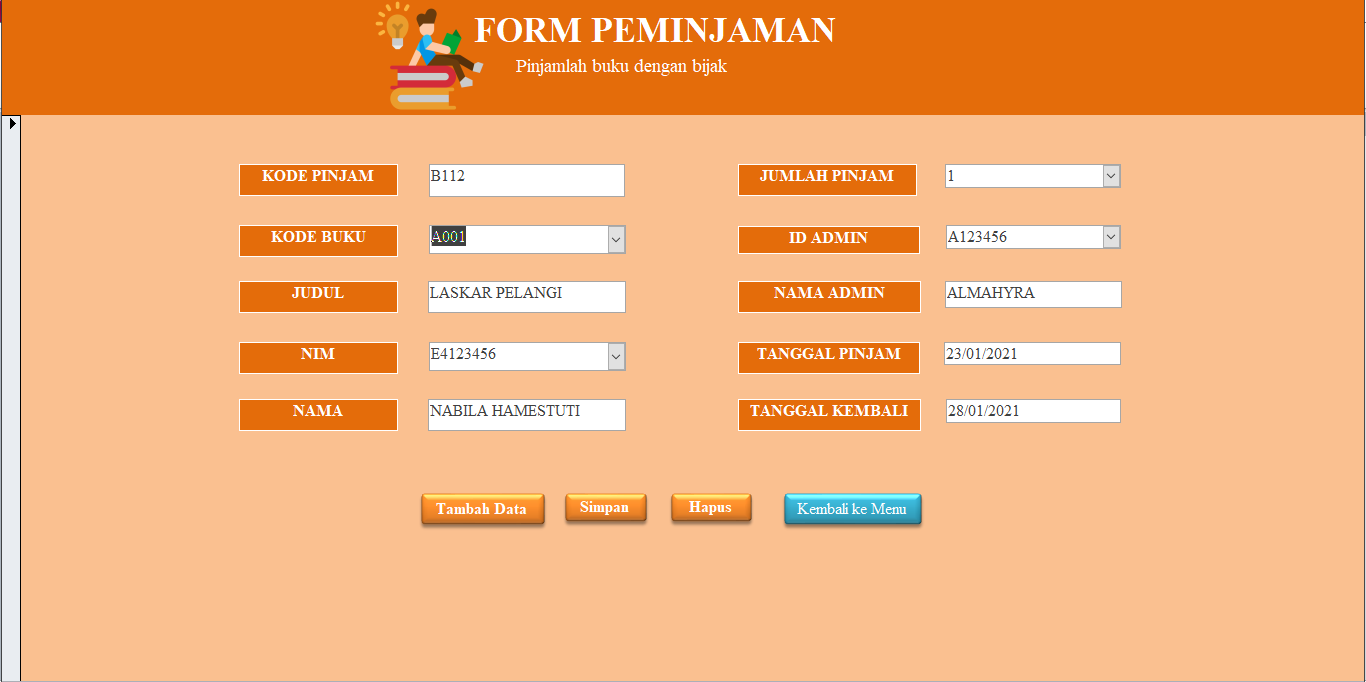 FORM PEMINJAMAN
Pinjamlah buku dengan bijak
KODE PINJAM B112
KODE BUKU A001
JUDUL LASKAR PELANGI
NIM E4123456
NAMA NABILA HAMESTUTI
JUMLAH PINJAM 1
ID ADMIN A123456
NAMA ADMIN ALMAHYRA
TANGGAL PINJAM 23/01/2021
TANGGAL KEMBALI 28/01/2021
Tambah Data Simpan Hapus Kembali ke Menu